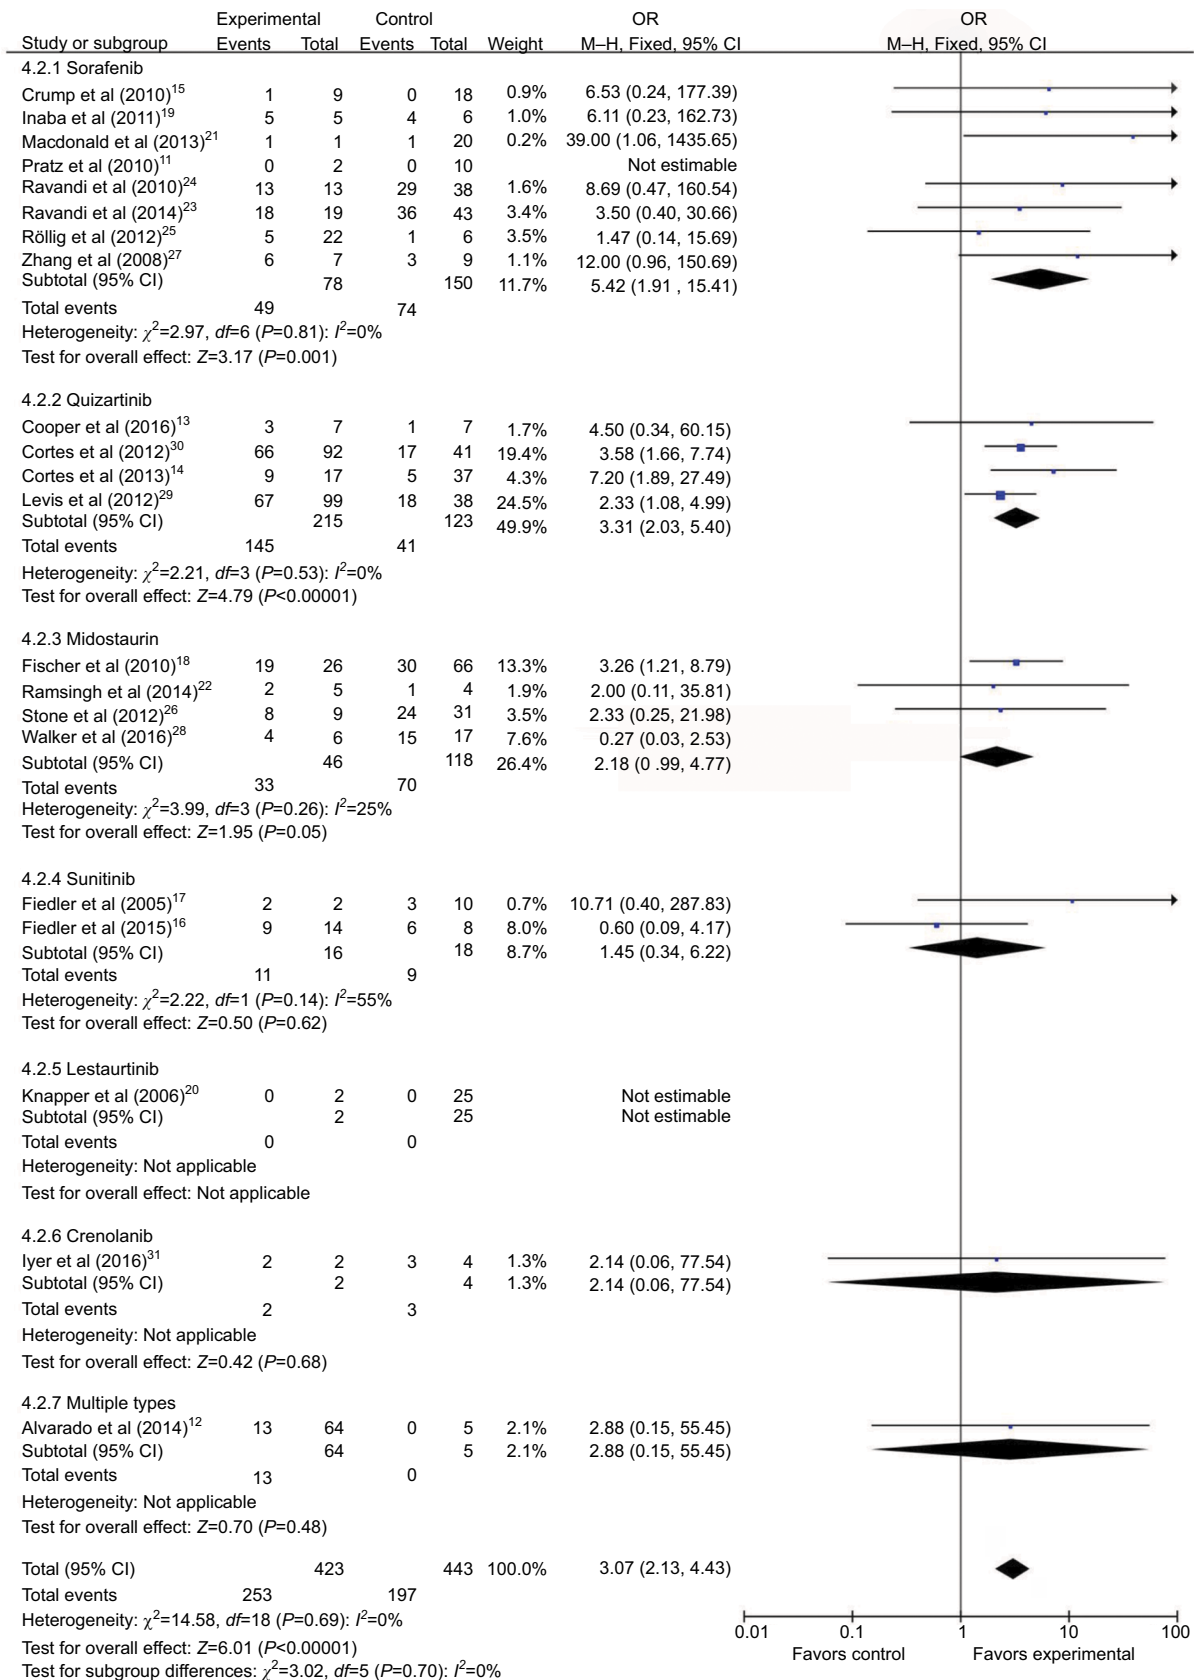 Experimental Control OR OR
Study or subgroup Events Total Events Total Weight M–H, Fixed, 95% CI M–H, Fixed, 95% CI
4.2.1 Sorafenib
Crump et al (2010)15 1 9 0 18 0.9% 6.53 (0.24, 177.39)
Inaba et al (2011)19 5 5 4 6 1.0% 6.11 (0.23, 162.73)
Macdonald et al (2013)21 1 1 1 20 0.2% 39.00 (1.06, 1435.65)
Pratz et al (2010)11 0 2 0 10 Not estimable
Ravandi et al (2010)24 13 13 29 38 1.6% 8.69 (0.47, 160.54)
Ravandi et al (2014)23 18 19 36 43 3.4% 3.50 (0.40, 30.66)
Röllig et al (2012)25 5 22 1 6 3.5% 1.47 (0.14, 15.69)
Zhang et al (2008)27 6 7 3 9 1.1% 12.00 (0.96, 150.69)
Subtotal (95% CI) 78 150 11.7% 5.42 (1.91 , 15.41)
Total events 49 74
Heterogeneity: χ2=2.97, df=6 (P=0.81): I2=0%
Test for overall effect: Z=3.17 (P=0.001)
4.2.2 Quizartinib
Cooper et al (2016)13 3 7 1 7 1.7% 4.50 (0.34, 60.15)
Cortes et al (2012)30 66 92 17 41 19.4% 3.58 (1.66, 7.74)
Cortes et al (2013)14 9 17 5 37 4.3% 7.20 (1.89, 27.49)
Levis et al (2012)29 67 99 18 38 24.5% 2.33 (1.08, 4.99)
Subtotal (95% CI) 215 123 49.9% 3.31 (2.03, 5.40)
Total events 145 41
Heterogeneity: χ2=2.21, df=3 (P=0.53): I2=0%
Test for overall effect: Z=4.79 (P<0.00001)
4.2.3 Midostaurin
Fischer et al (2010)18 19 26 30 66 13.3% 3.26 (1.21, 8.79)
Ramsingh et al (2014)22 2 5 1 4 1.9% 2.00 (0.11, 35.81)
Stone et al (2012)26 8 9 24 31 3.5% 2.33 (0.25, 21.98)
Walker et al (2016)28 4 6 15 17 7.6% 0.27 (0.03, 2.53)
Subtotal (95% CI) 46 118 26.4% 2.18 (0 .99, 4.77)
Total events 33 70
Heterogeneity: χ2=3.99, df=3 (P=0.26): I2=25%
Test for overall effect: Z=1.95 (P=0.05)
4.2.4 Sunitinib
Fiedler et al (2005)17 2 2 3 10 0.7% 10.71 (0.40, 287.83)
Fiedler et al (2015)16 9 14 6 8 8.0% 0.60 (0.09, 4.17)
Subtotal (95% CI) 16 18 8.7% 1.45 (0.34, 6.22)
Total events 11 9
Heterogeneity: χ2=2.22, df=1 (P=0.14): I2=55%
Test for overall effect: Z=0.50 (P=0.62)
4.2.5 Lestaurtinib
Knapper et al (2006)20 0 2 0 25 Not estimable
Subtotal (95% CI) 2 25 Not estimable
Total events 0 0
Heterogeneity: Not applicable
Test for overall effect: Not applicable
4.2.6 Crenolanib
Iyer et al (2016)31 2 2 3 4 1.3% 2.14 (0.06, 77.54)
Subtotal (95% CI) 2 4 1.3% 2.14 (0.06, 77.54)
Total events 2 3
Heterogeneity: Not applicable
Test for overall effect: Z=0.42 (P=0.68)
4.2.7 Multiple types
Alvarado et al (2014)12 13 64 0 5 2.1% 2.88 (0.15, 55.45)
Subtotal (95% CI) 64 5 2.1% 2.88 (0.15, 55.45)
Total events 13 0
Heterogeneity: Not applicable
Test for overall effect: Z=0.70 (P=0.48)
Total (95% CI) 423 443 100.0% 3.07 (2.13, 4.43)
Total events 253 197
Heterogeneity: χ2=14.58, df=18 (P=0.69): I2=0%
Test for overall effect: Z=6.01 (P<0.00001)
Test for subgroup differences: χ2=3.02, df=5 (P=0.70): I2=0%
0.01 0.1 1 10 100
Favors control Favors experimental